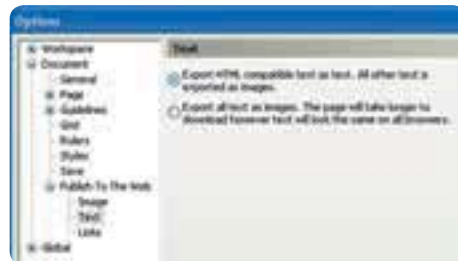 Options
Workspace
Document
General
Page
Guidelines
Grid
Rulers
Styles
Save
Publish To The Web
Image
Text
Links
Global
Text
Export HTML compatible text as text. All other text is
exported as images.
Export all text as images. The page will take longer to
download however text will look the same on all browsers.